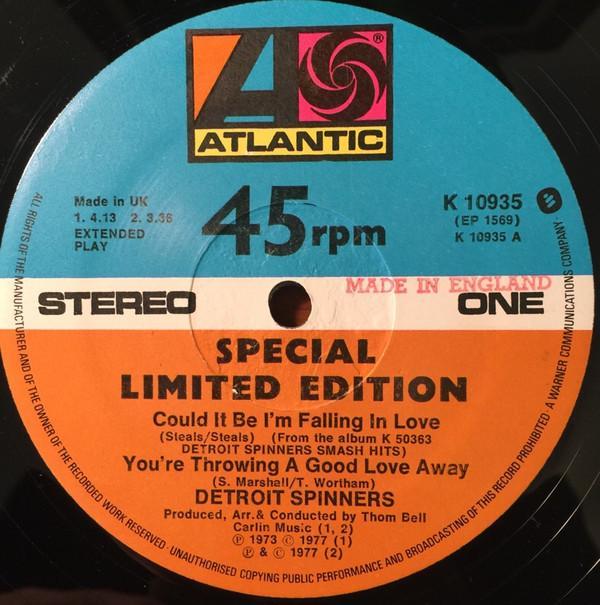 ATLANTIC
®
Made in UK
1. 4.13 2. 3.36
EXTENDED
PLAY
45rpm
K 10935
(EP 1569)
K 10935 A
MADE IN ENGLAND
STEREO
ONE
SPECIAL
LIMITED EDITION
Could It Be I'm Falling In Love
(Steals/Steals) (From the album K 50363
DETROIT SPINNERS SMASH HITS)
You're Throwing A Good Love Away
(S. Marshall/T. Wortham)
DETROIT SPINNERS
Produced, Arr.& Conducted by Thom Bell
Carlin Music (1, 2)
℗ 1973 © 1977 (1)
℗ & © 1977 (2)
ALL RIGHTS OF THE MANUFACTURER AND OF THE OWNER OF THE RECORDED WORK RESERVED · UNAUTHORISED COPYING PUBLIC PERFORMANCE AND BROADCASTING OF THIS RECORD PROHIBITED · A WARNER COMMUNICATIONS COMPANY ·